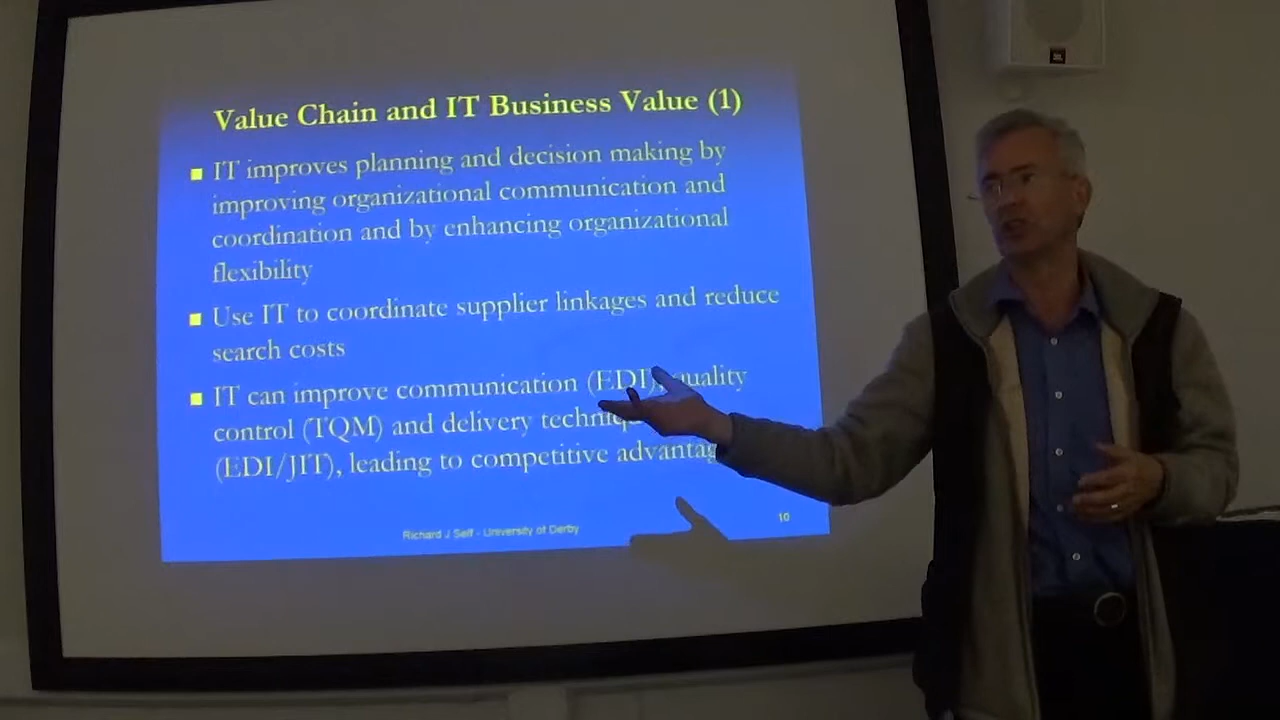 Value Chain and IT Business Value (1)
IT improves planning and decision making by
improving organizational communication and
coordination and by enhancing organizational
flexibility
Use IT to coordinate supplier linkages and reduce
search costs
IT can improve communication (EDI), quality
control (TQM) and delivery
(EDI/JIT), leading to competitive
Richard J Self - University of Derby
10
JBL